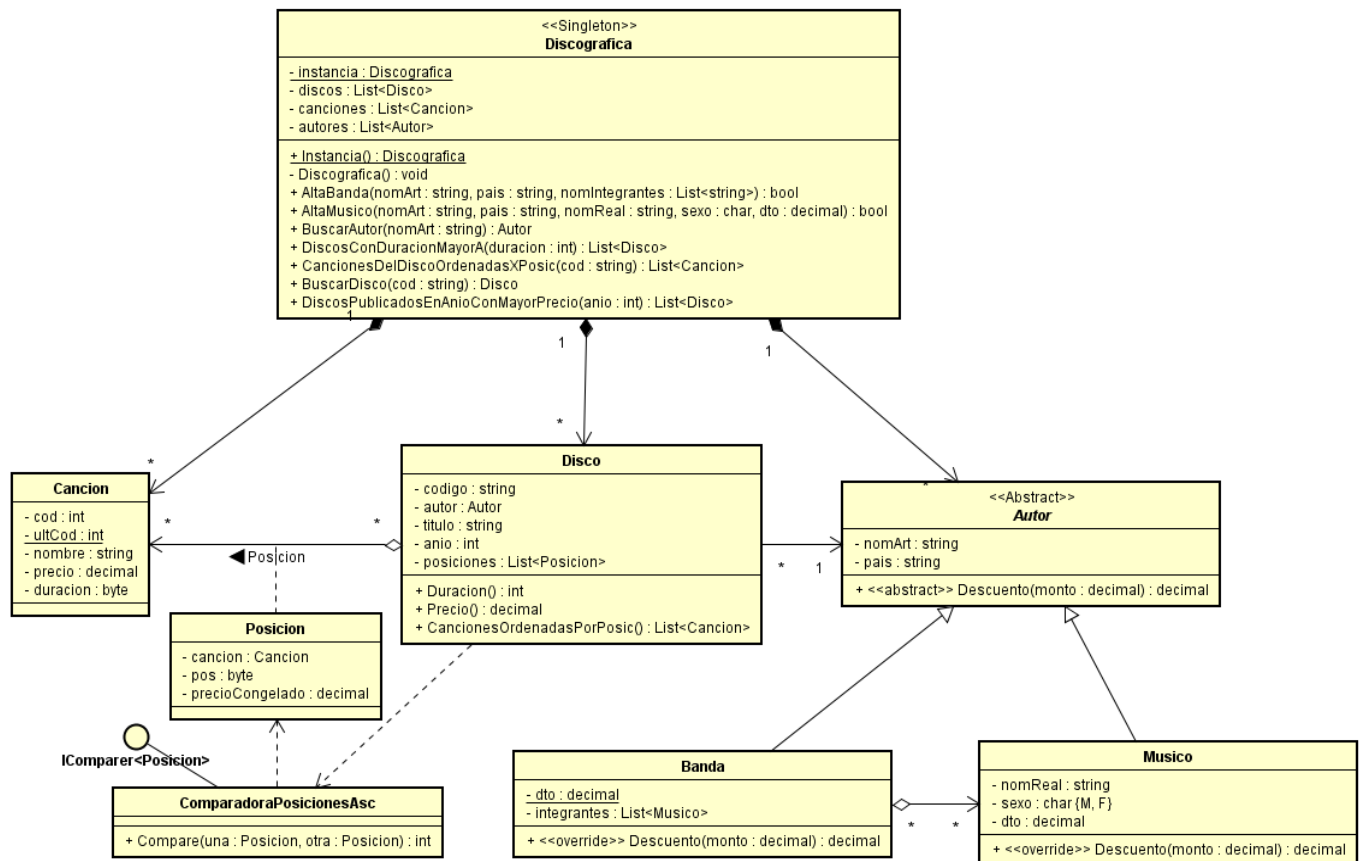 <<Singleton>>
Discografica
- instancia : Discografica
- discos : List<Disco>
- canciones : List<Cancion>
- autores : List<Autor>
+ Instancia() : Discografica
- Discografica() : void
+ AltaBanda(nomArt : string, pais : string, nomIntegrantes : List<string>) : bool
+ AltaMusico(nomArt : string, pais : string, nomReal : string, sexo : char, dto : decimal) : bool
+ BuscarAutor(nomArt : string) : Autor
+ DiscosConDuracionMayorA(duracion : int) : List<Disco>
+ CancionesDelDiscoOrdenadasXPosic(cod : string) : List<Cancion>
+ BuscarDisco(cod : string) : Disco
+ DiscosPublicadosEnAnioConMayorPrecio(anio : int) : List<Disco>
1
1
1
*
*
*
Cancion
- cod : int
- ultCod : int
- nombre : string
- precio : decimal
- duracion : byte
*
*
Posicion
Disco
- codigo : string
- autor : Autor
- titulo : string
- anio : int
- posiciones : List<Posicion>
+ Duracion() : int
+ Precio() : decimal
+ CancionesOrdenadasPorPosic() : List<Cancion>
*
1
<<Abstract>>
Autor
- nomArt : string
- pais : string
+ <<abstract>> Descuento(monto : decimal) : decimal
Posicion
- cancion : Cancion
- pos : byte
- precioCongelado : decimal
IComparer<Posicion>
ComparadoraPosicionesAsc
+ Compare(una : Posicion, otra : Posicion) : int
Banda
- dto : decimal
- integrantes : List<Musico>
+ <<override>> Descuento(monto : decimal) : decimal
*
*
Musico
- nomReal : string
- sexo : char {M, F}
- dto : decimal
+ <<override>> Descuento(monto : decimal) : decimal